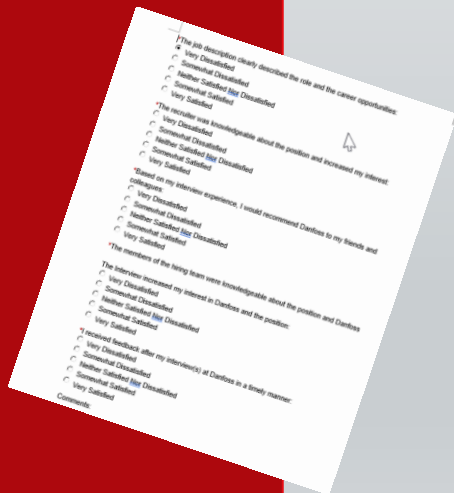 *The job description clearly described the role and the career opportunities:
Very Dissatisfied
Somewhat Dissatisfied
Neither Satisfied Nor Dissatisfied
Somewhat Satisfied
Very Satisfied
*The recruiter was knowledgeable about the position and increased my interest:
Very Dissatisfied
Somewhat Dissatisfied
Neither Satisfied Nor Dissatisfied
Somewhat Satisfied
Very Satisfied
*Based on my interview experience, I would recommend Danfoss to my friends and
colleagues:
Very Dissatisfied
Somewhat Dissatisfied
Neither Satisfied Nor Dissatisfied
Somewhat Satisfied
Very Satisfied
*The members of the hiring team were knowledgeable about the position and Danfoss
The interview increased my interest in Danfoss and the position:
Very Dissatisfied
Somewhat Dissatisfied
Neither Satisfied Nor Dissatisfied
Somewhat Satisfied
Very Satisfied
*I received feedback after my interview(s) at Danfoss in a timely manner:
Very Dissatisfied
Somewhat Dissatisfied
Neither Satisfied Nor Dissatisfied
Somewhat Satisfied
Very Satisfied
Comments: